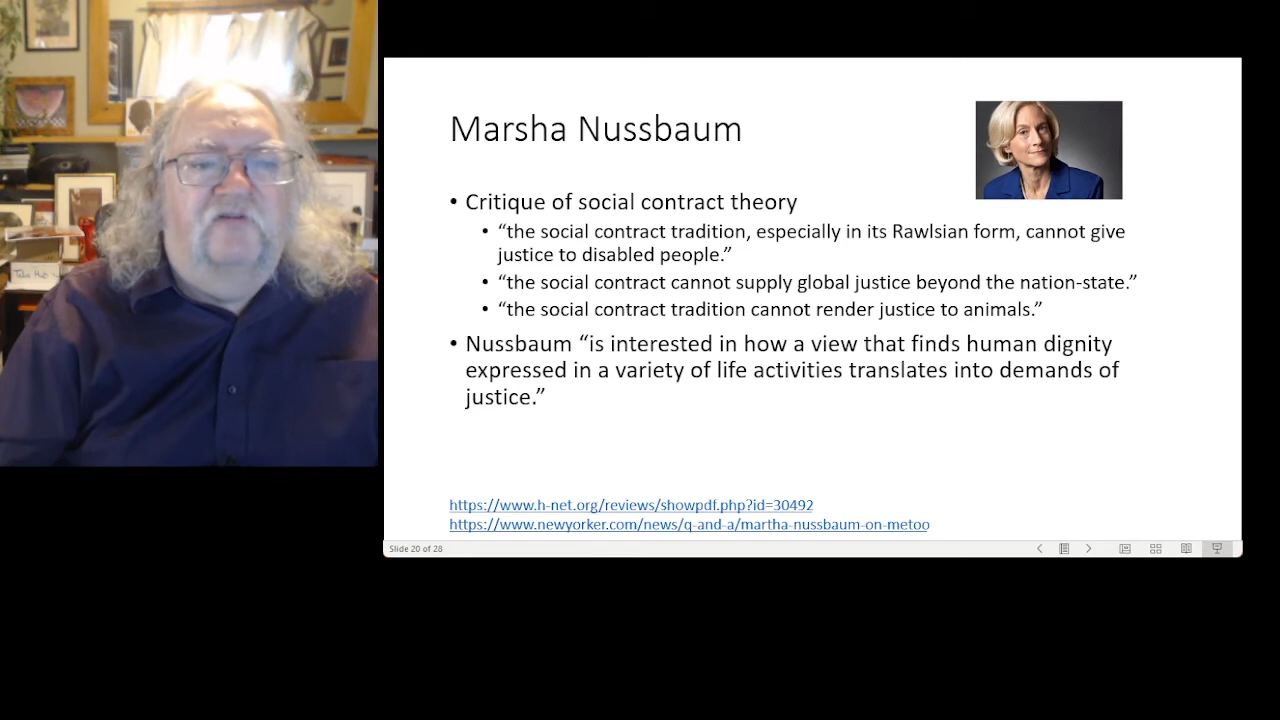 Marsha Nussbaum
• Critique of social contract theory
• “the social contract tradition, especially in its Rawlsian form, cannot give
justice to disabled people.”
• “the social contract cannot supply global justice beyond the nation-state.”
• “the social contract tradition cannot render justice to animals.”
• Nussbaum “is interested in how a view that finds human dignity
expressed in a variety of life activities translates into demands of
justice.”
https://www.h-net.org/reviews/showpdf.php?id=30492
https://www.newyorker.com/news/q-and-a/martha-nussbaum-on-metoo
Slide 20 of 28